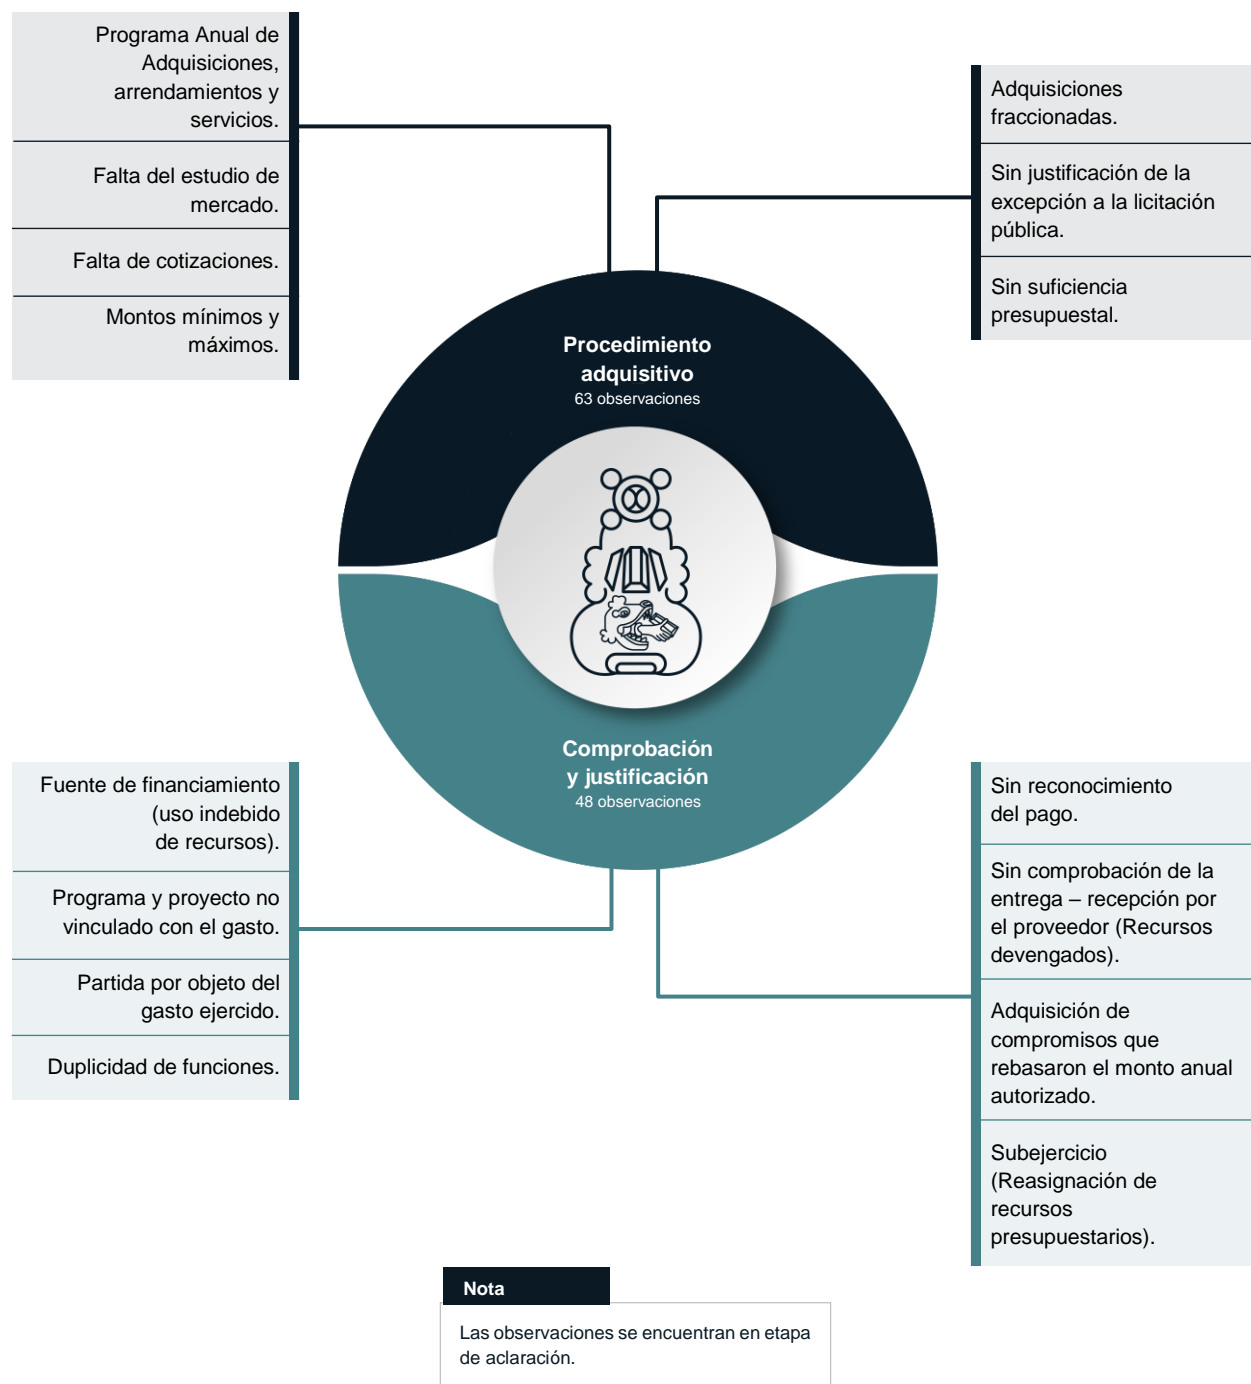 Programa Anual de
Adquisiciones,
arrendamientos y
servicios.
Falta del estudio de
mercado.
Falta de cotizaciones.
Montos mínimos y
máximos.
Adquisiciones
fraccionadas.
Sin justificación de la
excepción a la licitación
pública.
Sin suficiencia
presupuestal.
Procedimiento
adquisitivo
63 observaciones
Comprobación
y justificación
48 observaciones
Fuente de financiamiento
(uso indebido
de recursos).
Programa y proyecto no
vinculado con el gasto.
Partida por objeto del
gasto ejercido.
Duplicidad de funciones.
Sin reconocimiento
del pago.
Sin comprobación de la
entrega – recepción por
el proveedor (Recursos
devengados).
Adquisición de
compromisos que
rebasaron el monto anual
autorizado.
Subejercicio
(Reasignación de
recursos
presupuestarios).
Nota
Las observaciones se encuentran en etapa
de aclaración.